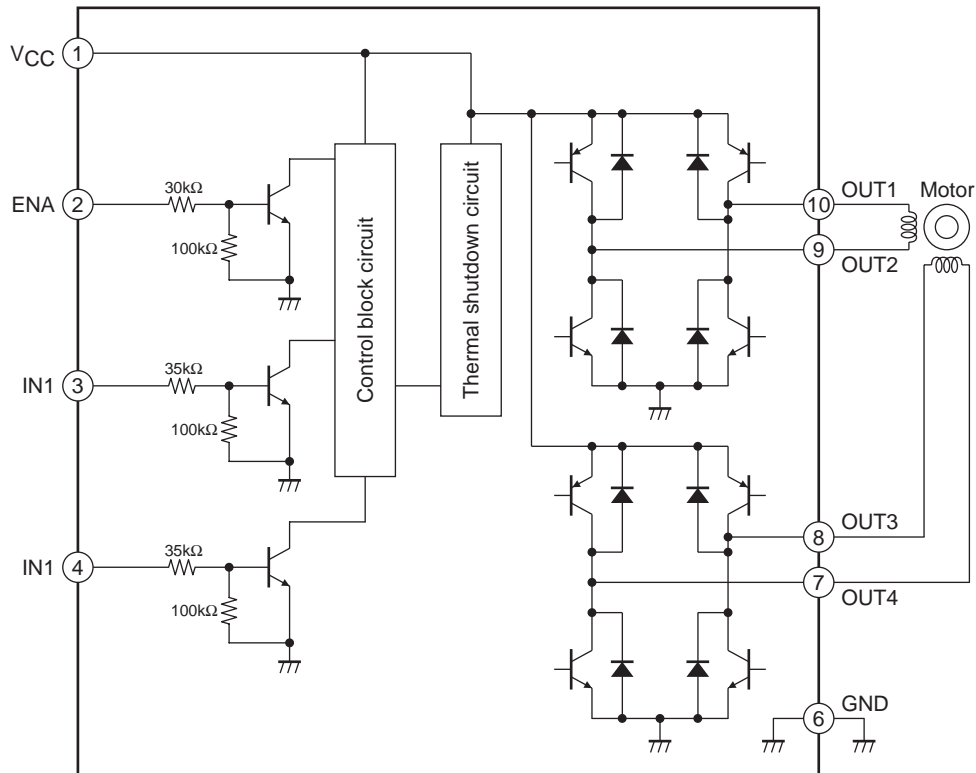 VCC 1
ENA 2
30kΩ
100kΩ
IN1 3
35kΩ
100kΩ
IN1 4
35kΩ
100kΩ
Control block circuit
Thermal shutdown circuit
10 OUT1
Motor
9 OUT2
8 OUT3
7 OUT4
6 GND